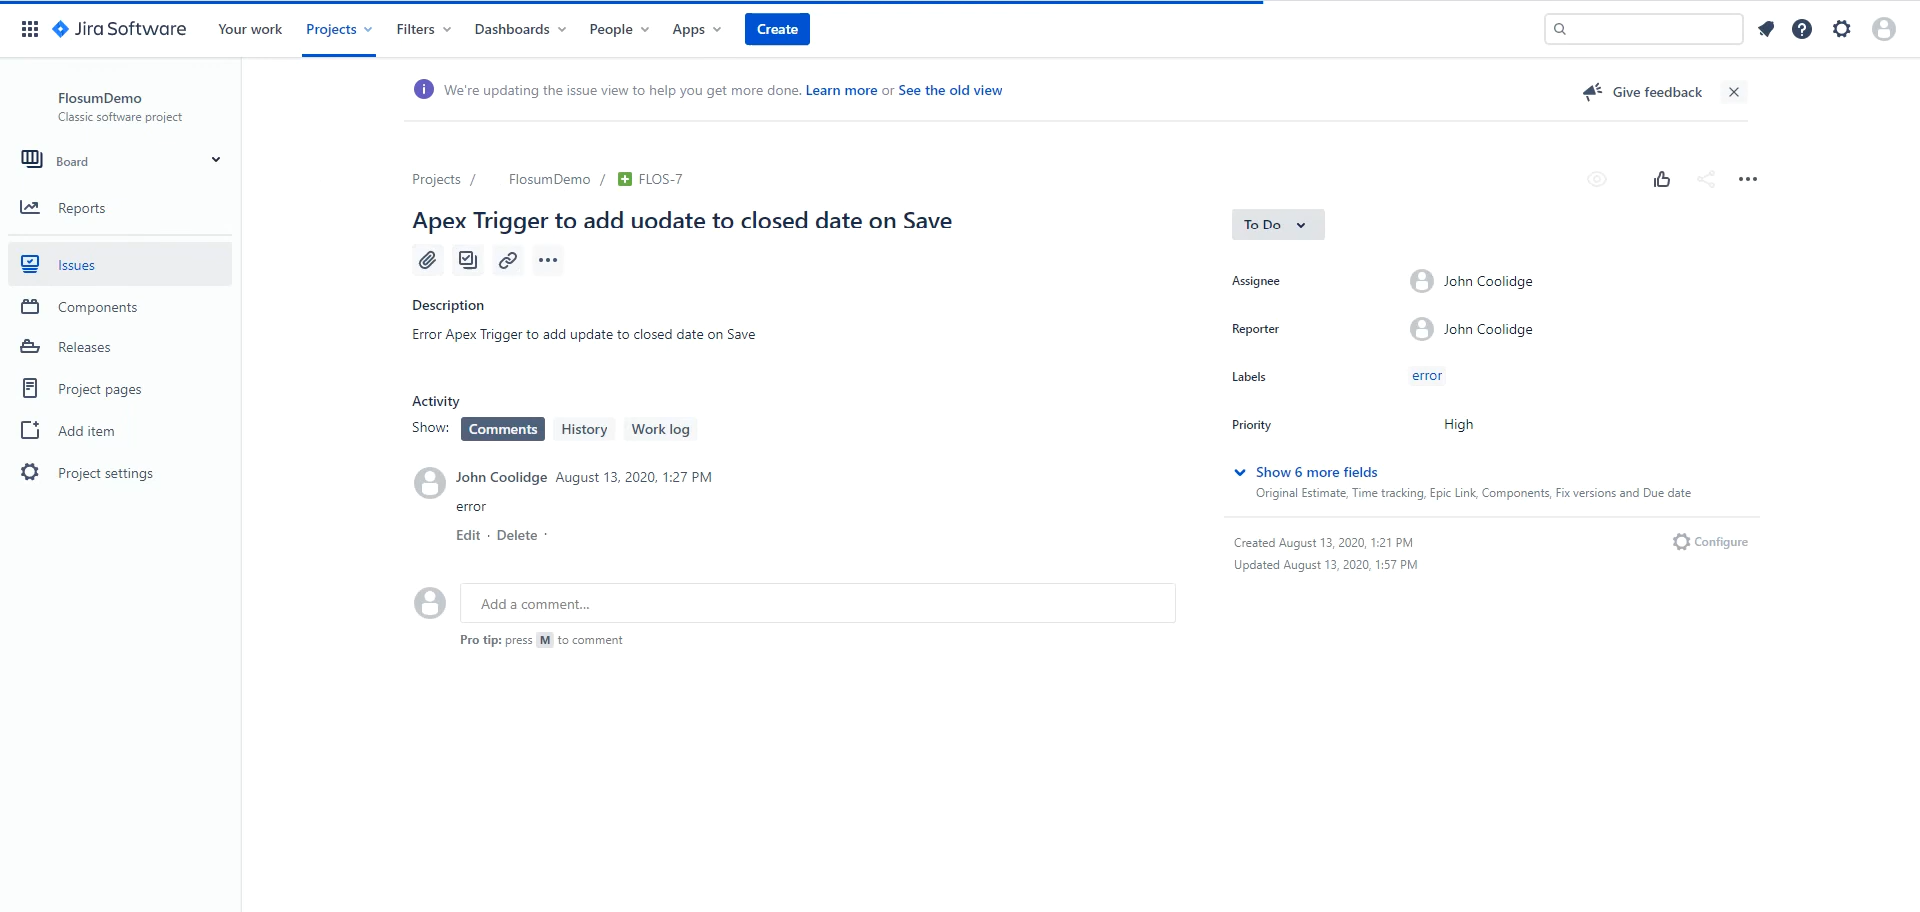 Jira Software
Your work
Projects
Filters
Dashboards
People
Apps
Create
FlosumDemo
Classic software project
Board
Reports
Issues
Components
Releases
Project pages
Add item
Project settings
We're updating the issue view to help you get more done. Learn more or See the old view
Give feedback
Projects / FlosumDemo / FLOS-7
Apex Trigger to add uodate to closed date on Save
Description
Error Apex Trigger to add update to closed date on Save
Activity
Show: Comments History Work log
John Coolidge August 13, 2020, 1:27 PM
error
Edit · Delete ·
Add a comment...
Pro tip: press M to comment
To Do
Assignee John Coolidge
Reporter John Coolidge
Labels error
Priority High
Show 6 more fields
Original Estimate, Time tracking, Epic Link, Components, Fix versions and Due date
Created August 13, 2020, 1:21 PM
Configure
Updated August 13, 2020, 1:57 PM